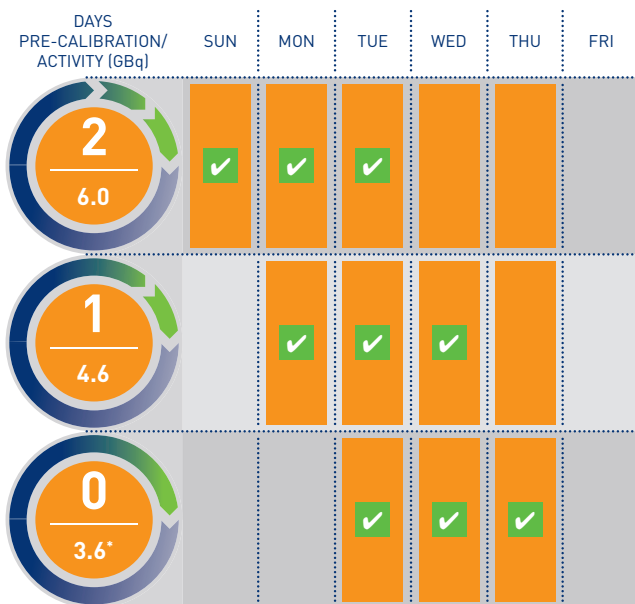 DAYS
PRE-CALIBRATION/
ACTIVITY (GBq)
SUN MON TUE WED THU FRI
2
6.0
✔ ✔ ✔
1
4.6
✔ ✔ ✔
0
3.6*
✔ ✔ ✔